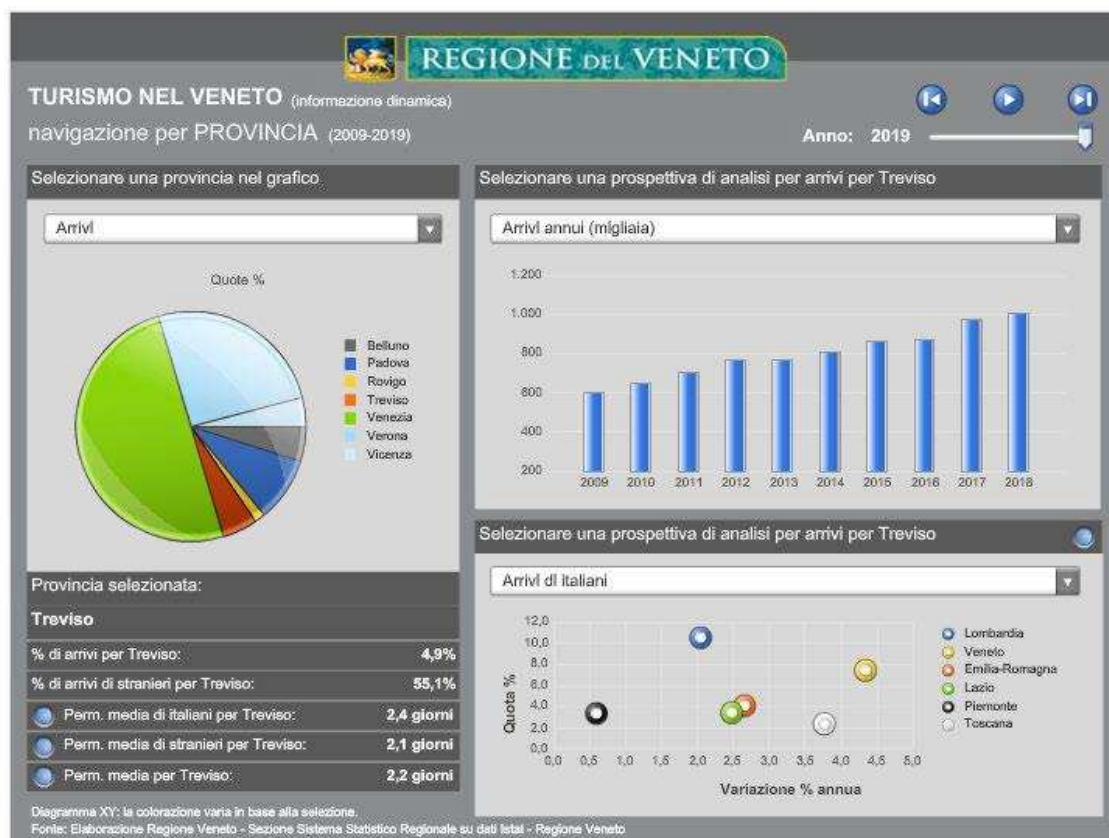 REGIONE DEL VENETO
TURISMO NEL VENETO (informazione dinamica)
navigazione per PROVINCIA (2009-2019)
Anno: 2019
Selezionare una provincia nel grafico
Arrivi
Quote %
Belluno
Padova
Rovigo
Treviso
Venezia
Verona
Vicenza
Provincia selezionata:
Treviso
% di arrivi per Treviso: 4,9%
% di arrivi di stranieri per Treviso: 55,1%
Perm. media di italiani per Treviso: 2,4 giorni
Perm. media di stranieri per Treviso: 2,1 giorni
Perm. media per Treviso: 2,2 giorni
Selezionare una prospettiva di analisi per arrivi per Treviso
Arrivi annui (migliaia)
1.200
1.000
800
600
400
200
2009 2010 2011 2012 2013 2014 2015 2016 2017 2018
Selezionare una prospettiva di analisi per arrivi per Treviso
Arrivi di italiani
Quota %
12,0
10,0
8,0
6,0
4,0
2,0
0,0
0,0 0,5 1,0 1,5 2,0 2,5 3,0 3,5 4,0 4,5 5,0
Variazione % annua
Lombardia
Veneto
Emilia-Romagna
Lazio
Piemonte
Toscana
Diagramma XY: la colorazione varia in base alla selezione.
Fonte: Elaborazione Regione Veneto - Sezione Sistema Statistico Regionale su dati Istat - Regione Veneto